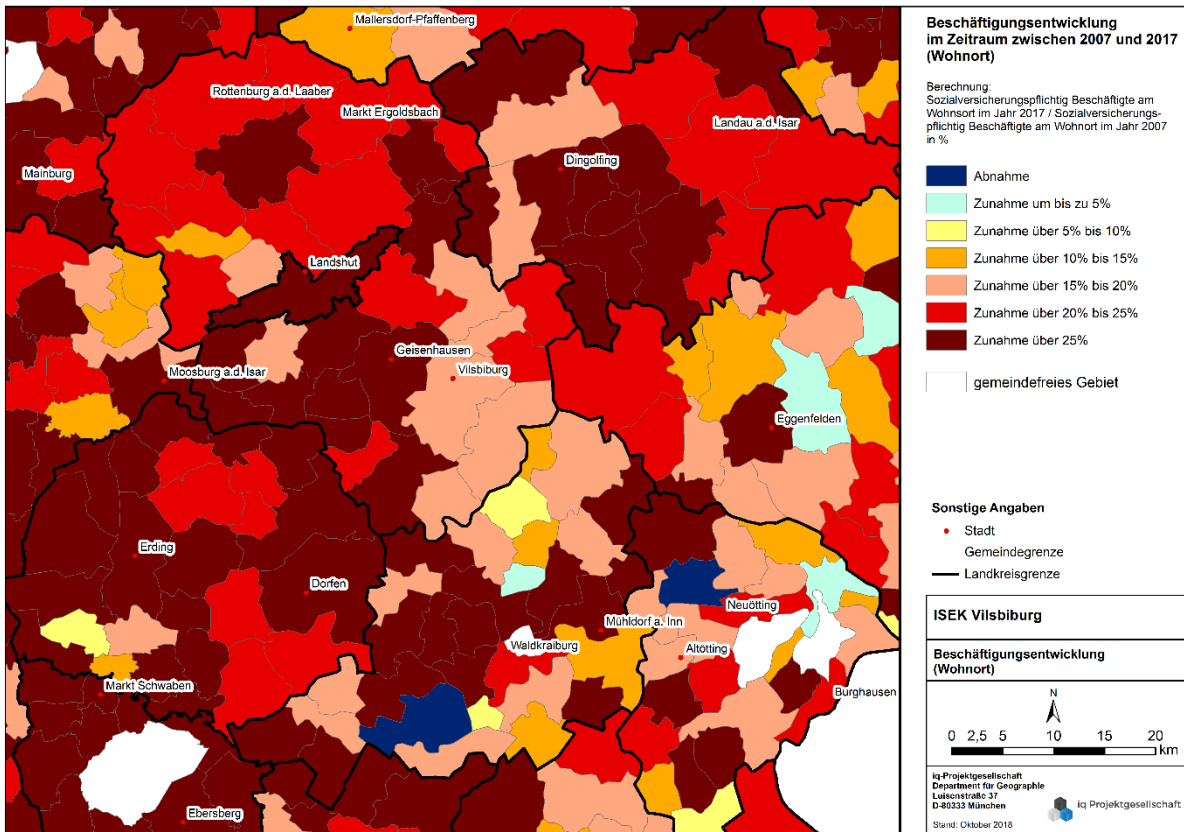 Mallersdorf-Pfaffenberg
Rottenburg a.d. Laaber
Markt Ergoldsbach
Landau a.d. Isar
Dingolfing
Mainburg
Landshut
Geisenhausen
Moosburg a.d. Isar
Vilsbiburg
Eggenfelden
Erding
Dorfen
Neuötting
Mühldorf a. Inn
Waldkraiburg
Altötting
Markt Schwaben
Burghausen
Ebersberg
Beschäftigungsentwicklung
im Zeitraum zwischen 2007 und 2017
(Wohnort)
Berechnung:
Sozialversicherungspflichtig Beschäftigte am
Wohnsort im Jahr 2017 / Sozialversicherungs-
pflichtig Beschäftigte am Wohnort im Jahr 2007
in %
Abnahme
Zunahme um bis zu 5%
Zunahme über 5% bis 10%
Zunahme über 10% bis 15%
Zunahme über 15% bis 20%
Zunahme über 20% bis 25%
Zunahme über 25%
gemeindefreies Gebiet
Sonstige Angaben
Stadt
Gemeindegrenze
Landkreisgrenze
ISEK Vilsbiburg
Beschäftigungsentwicklung
(Wohnort)
N
0 2,5 5 10 15 20
km
iq-Projektgesellschaft
Department für Geographie
Luisenstraße 37
D-80333 München
iq Projektgesellschaft
Stand: Oktober 2018